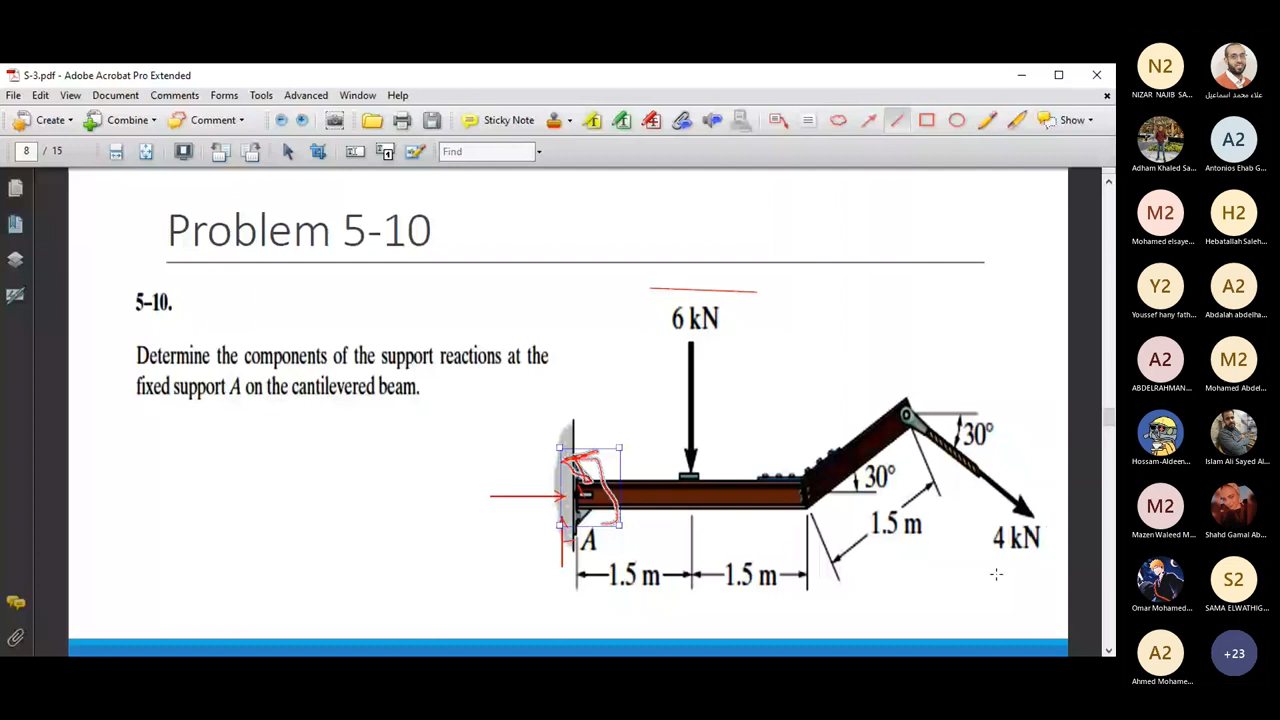 S-3.pdf - Adobe Acrobat Pro Extended
File Edit View Document Comments Forms Tools Advanced Window Help
Create Combine Comment Sticky Note Show
8 / 15 Find
Problem 5-10
5–10.
Determine the components of the support reactions at the
fixed support A on the cantilevered beam.
6 kN
30°
30°
1.5 m
4 kN
A
1.5 m
1.5 m
N2
NIZAR NAJIB SA...
علاء محمد اسماعيل
Adham Khaled Sa...
A2
Antonios Ehab G...
M2
Mohamed elsaye...
H2
Hebatallah Saleh...
Y2
Youssef hany fath...
A2
Abdalah abdelha...
A2
ABDELRAHMAN...
M2
Mohamed Abdel...
Hossam-Aldeen...
Islam Ali Sayed Al...
M2
Mazen Waleed M...
Shahd Gamal Ab...
Omar Mohamed...
S2
SAMA ELWATHIG...
A2
Ahmed Mohame...
+23